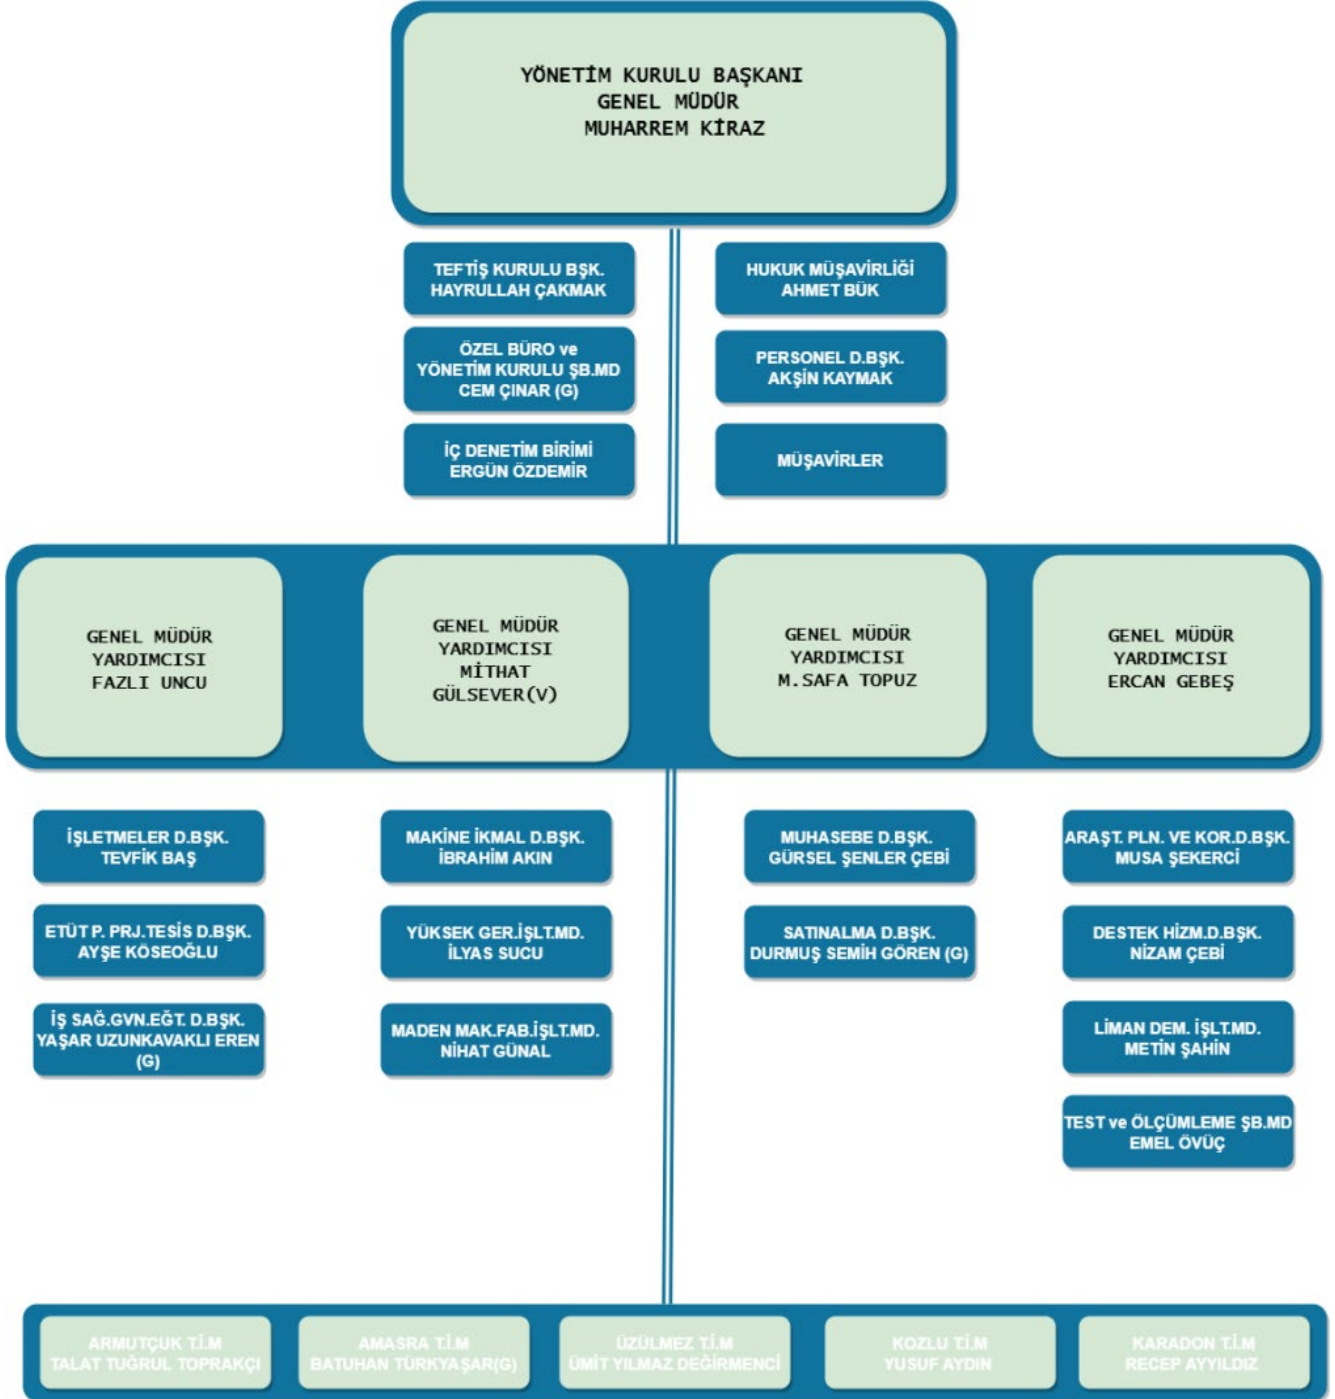 YÖNETİM KURULU BAŞKANI
GENEL MÜDÜR
MUHARREM KİRAZ
TEFTİŞ KURULU BŞK.
HAYRULLAH ÇAKMAK
HUKUK MÜŞAVİRLİĞİ
AHMET BÜK
ÖZEL BÜRO ve
YÖNETİM KURULU ŞB.MD
CEM ÇINAR (G)
PERSONEL D.BŞK.
AKŞİN KAYMAK
İÇ DENETİM BİRİMİ
ERGÜN ÖZDEMİR
MÜŞAVİRLER
GENEL MÜDÜR
YARDIMCISI
FAZLI UNCU
GENEL MÜDÜR
YARDIMCISI
MİTHAT
GÜLSEVER(V)
GENEL MÜDÜR
YARDIMCISI
M.SAFA TOPUZ
GENEL MÜDÜR
YARDIMCISI
ERCAN GEBEŞ
İŞLETMELER D.BŞK.
TEVFİK BAŞ
ETÜT P. PRJ.TESİS D.BŞK.
AYŞE KÖSEOĞLU
İŞ SAĞ.GVN.EĞT. D.BŞK.
YAŞAR UZUNKAVAKLI EREN
(G)
MAKİNE İKMAL D.BŞK.
İBRAHİM AKIN
YÜKSEK GER.İŞLT.MD.
İLYAS SUCU
MADEN MAK.FAB.İŞLT.MD.
NİHAT GÜNAL
MUHASEBE D.BŞK.
GÜRSEL ŞENLER ÇEBİ
SATINALMA D.BŞK.
DURMUŞ SEMİH GÖREN (G)
ARAŞT. PLN. VE KOR.D.BŞK.
MUSA ŞEKERCİ
DESTEK HİZM.D.BŞK.
NİZAM ÇEBİ
LİMAN DEM. İŞLT.MD.
METİN ŞAHİN
TEST ve ÖLÇÜMLEME ŞB.MD
EMEL ÖVÜÇ
ARMUTÇUK T.İ.M
TALAT TUĞRUL TOPRAKÇI
AMASRA T.İ.M
BATUHAN TÜRKYAŞAR(G)
ÜZÜLMEZ T.İ.M
ÜMİT YILMAZ DEĞİRMENCİ
KOZLU T.İ.M
YUSUF AYDIN
KARADON T.İ.M
RECEP AYYILDIZ